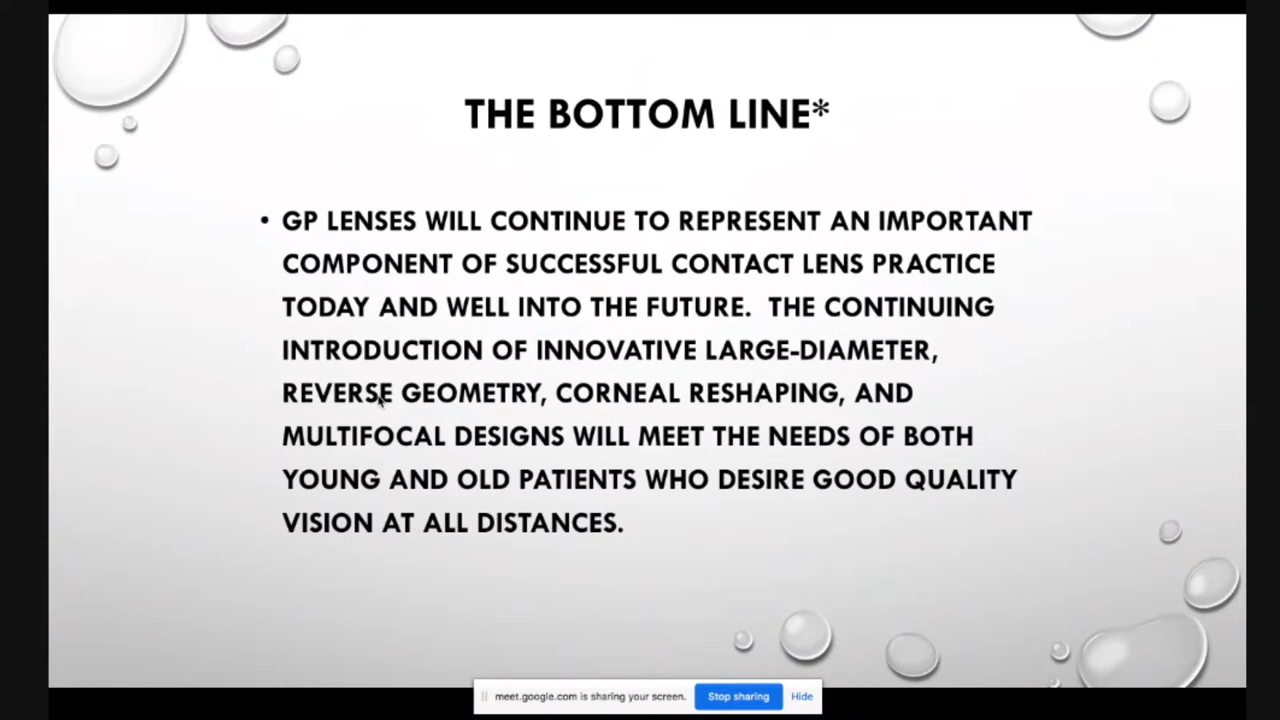 THE BOTTOM LINE*
• GP LENSES WILL CONTINUE TO REPRESENT AN IMPORTANT
COMPONENT OF SUCCESSFUL CONTACT LENS PRACTICE
TODAY AND WELL INTO THE FUTURE.  THE CONTINUING
INTRODUCTION OF INNOVATIVE LARGE-DIAMETER,
REVERSE GEOMETRY, CORNEAL RESHAPING, AND
MULTIFOCAL DESIGNS WILL MEET THE NEEDS OF BOTH
YOUNG AND OLD PATIENTS WHO DESIRE GOOD QUALITY
VISION AT ALL DISTANCES.
meet.google.com is sharing your screen. Stop sharing Hide